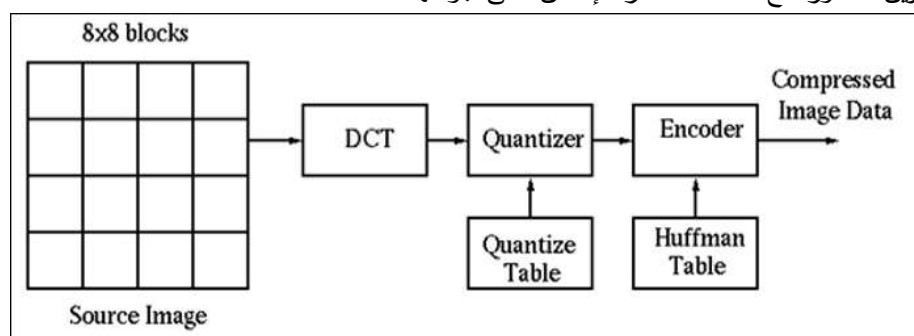 8x8 blocks
Compressed
Image Data
DCT
Quantizer
Encoder
Quantize
Table
Huffman
Table
Source Image